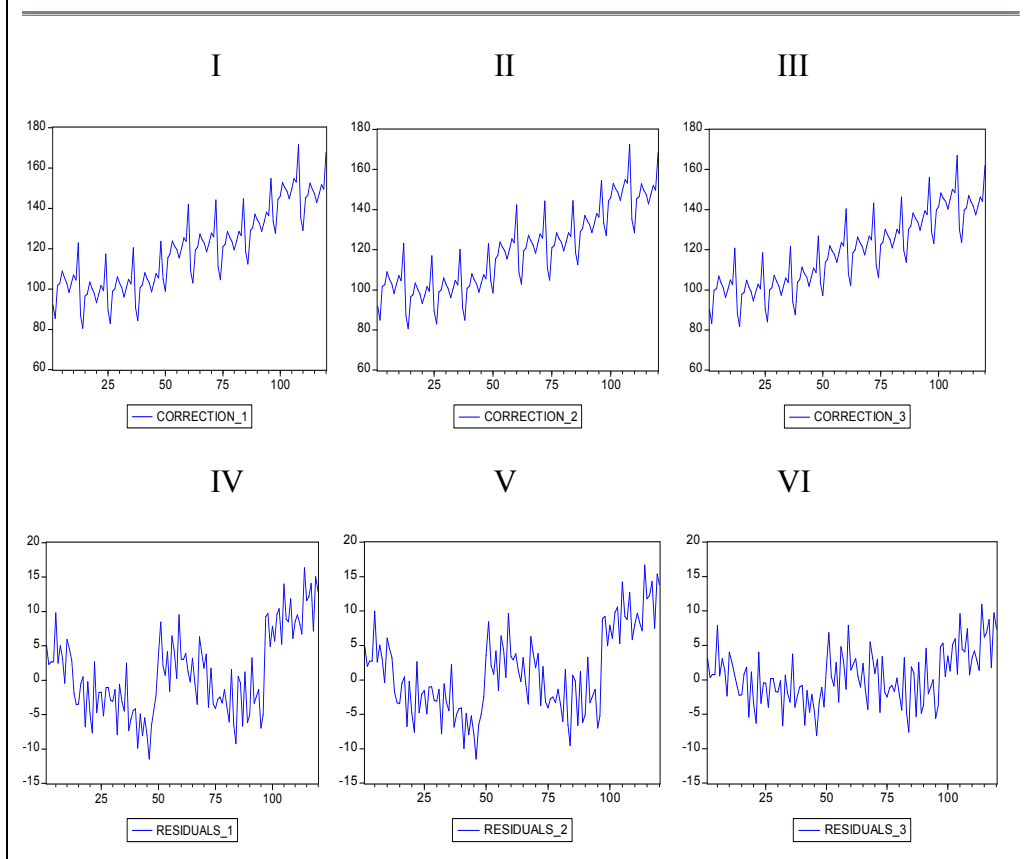 I II III
180 180 180
160 160 160
140 140 140
120 120 120
100 100 100
80 80 80
60 60 60
25 50 75 100 25 50 75 100 25 50 75 100
CORRECTION_1 CORRECTION_2 CORRECTION_3
IV V VI
20 20 20
15 15 15
10 10 10
5 5 5
0 0 0
-5 -5 -5
-10 -10 -10
-15 -15 -15
25 50 75 100 25 50 75 100 25 50 75 100
RESIDUALS_1 RESIDUALS_2 RESIDUALS_3